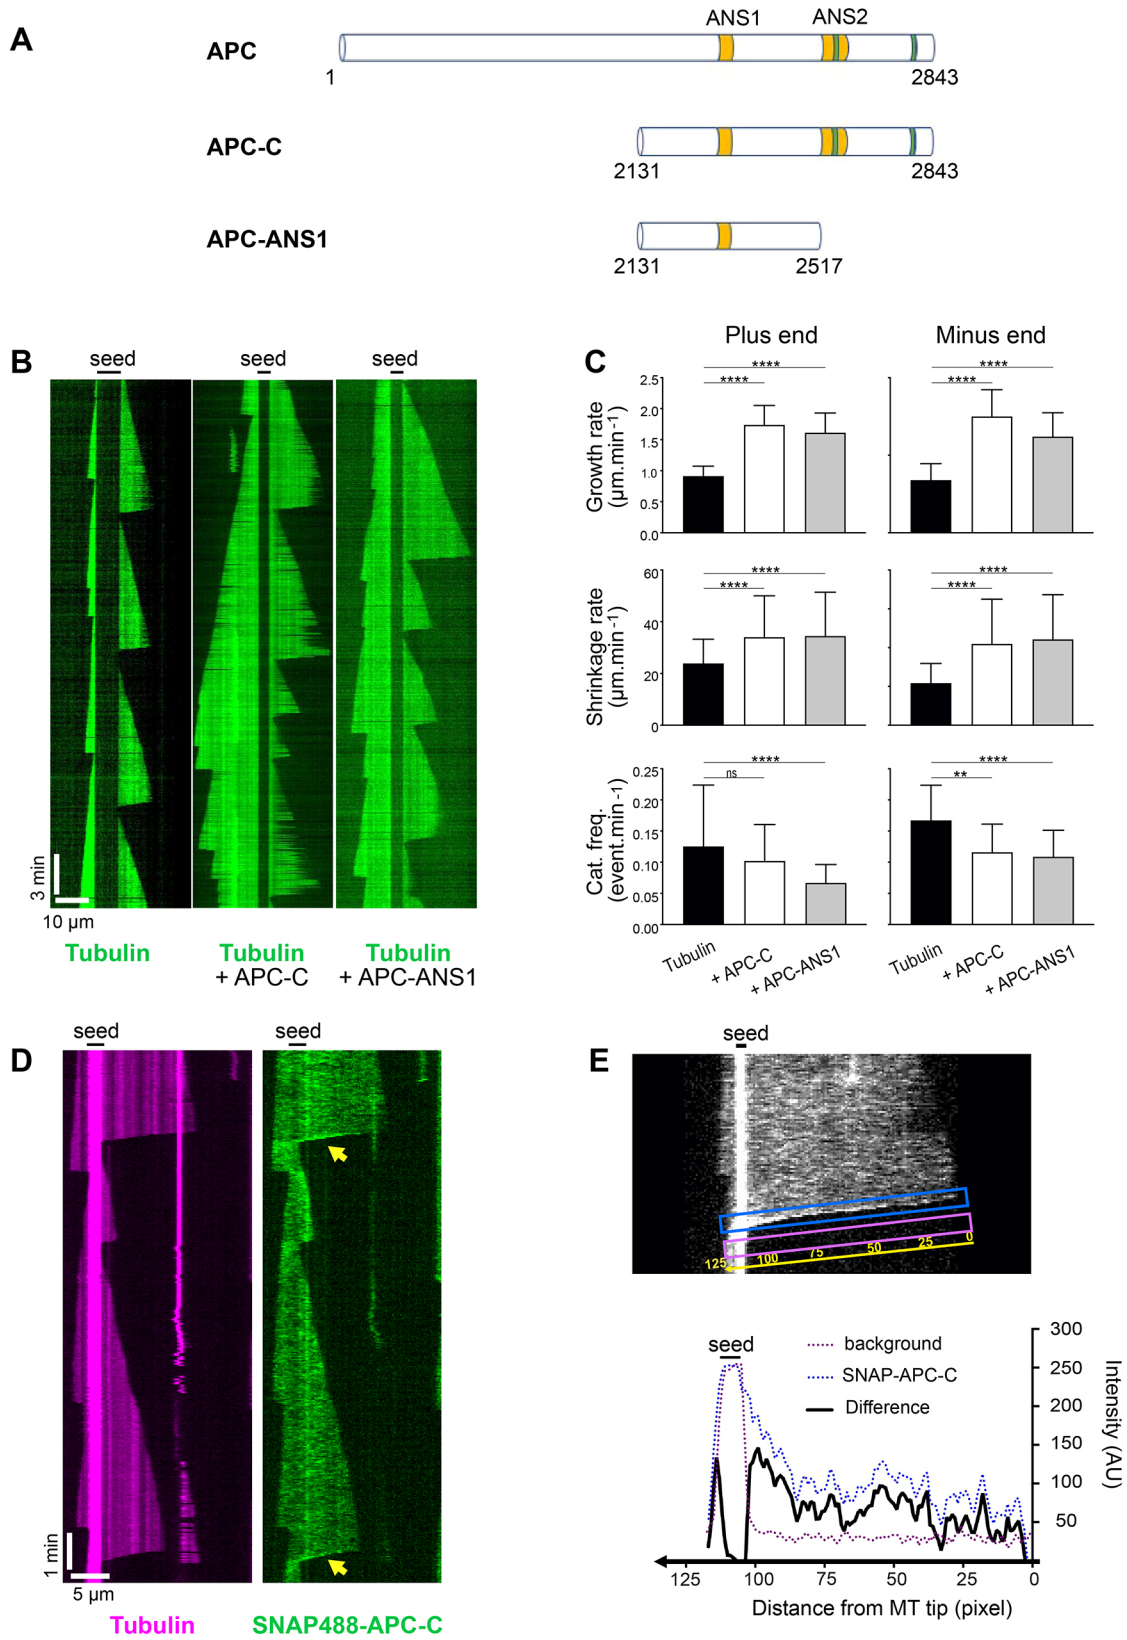 A
ANS1 ANS2
APC
1 2843
APC-C
2131 2843
APC-ANS1
2131 2517
B
seed seed seed
3 min
10 µm
Tubulin
Tubulin
+ APC-C
Tubulin
+ APC-ANS1
C
Plus end Minus end
Growth rate
(µm.min-1)
2.5
2.0
1.5
1.0
0.5
0.0
**** ****
**** ****
Shrinkage rate
(µm.min-1)
60
40
20
0
**** ****
**** ****
Cat. freq.
(event.min-1)
0.25
0.20
0.15
0.10
0.05
0.00
**** ****
ns **
Tubulin
+ APC-C
+ APC-ANS1
Tubulin
+ APC-C
+ APC-ANS1
D
seed seed
1 min
5 µm
Tubulin SNAP488-APC-C
E
seed
125 100 75 50 25 0
seed
background
SNAP-APC-C
Difference
300
250
200
150
100
50
Intensity (AU)
125 100 75 50 25 0
Distance from MT tip (pixel)